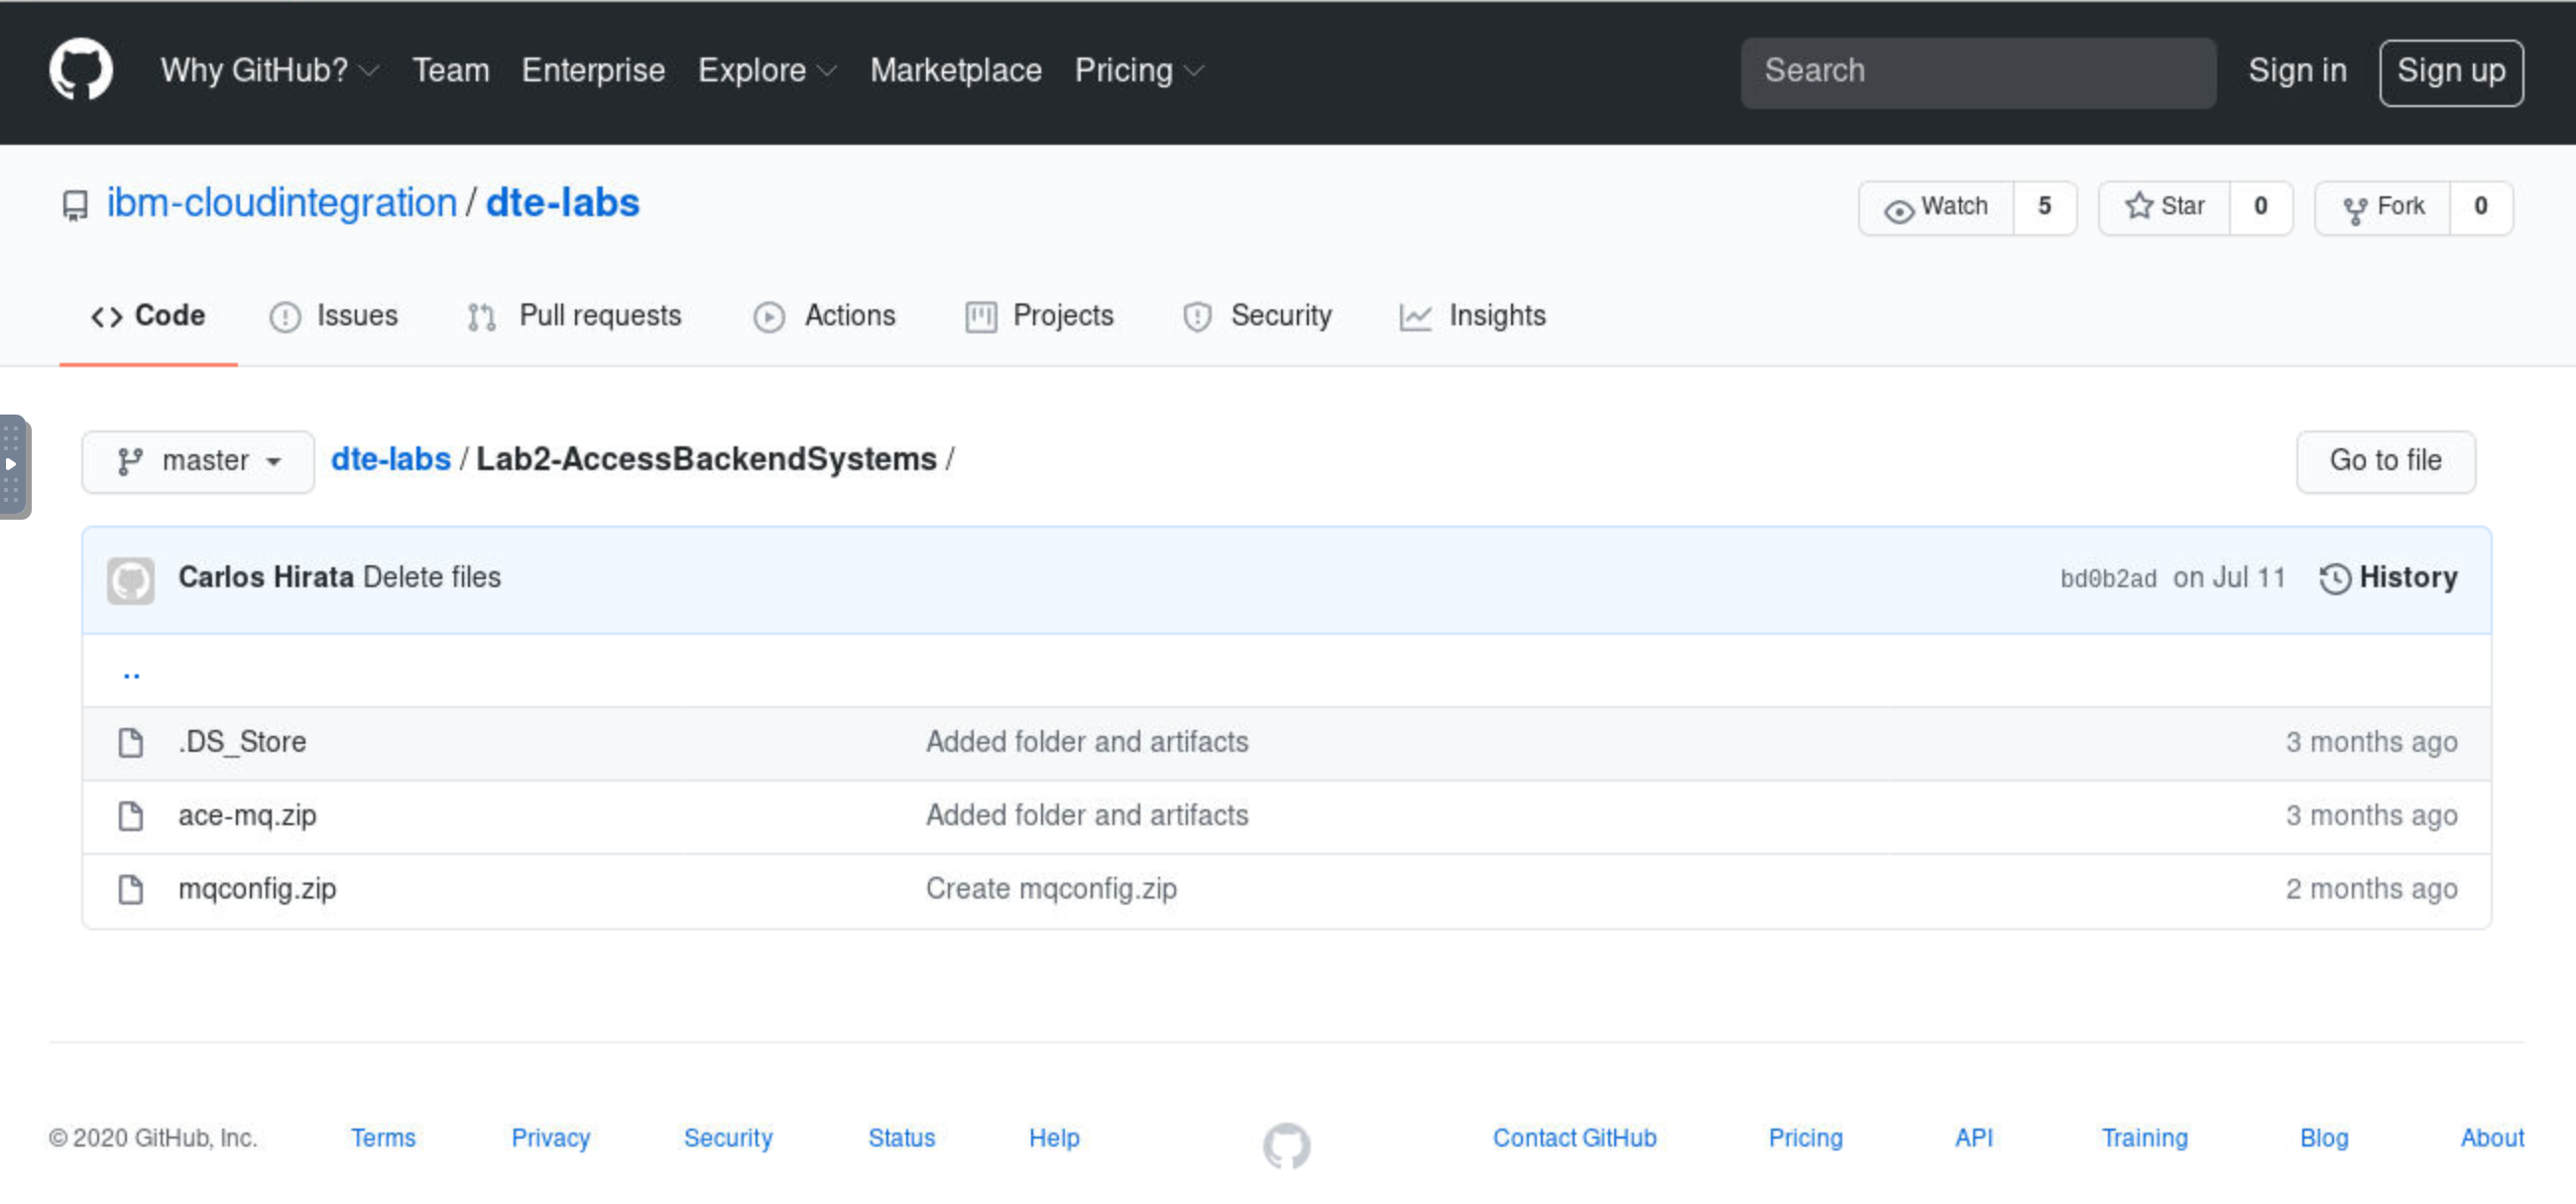 Why GitHub? Team Enterprise Explore Marketplace Pricing Search Sign in Sign up
ibm-cloudintegration / dte-labs Watch 5 Star 0 Fork 0
Code Issues Pull requests Actions Projects Security Insights
master dte-labs / Lab2-AccessBackendSystems / Go to file
Carlos Hirata Delete files bd0b2ad on Jul 11 History
..
.DS_Store Added folder and artifacts 3 months ago
ace-mq.zip Added folder and artifacts 3 months ago
mqconfig.zip Create mqconfig.zip 2 months ago
© 2020 GitHub, Inc. Terms Privacy Security Status Help Contact GitHub Pricing API Training Blog About